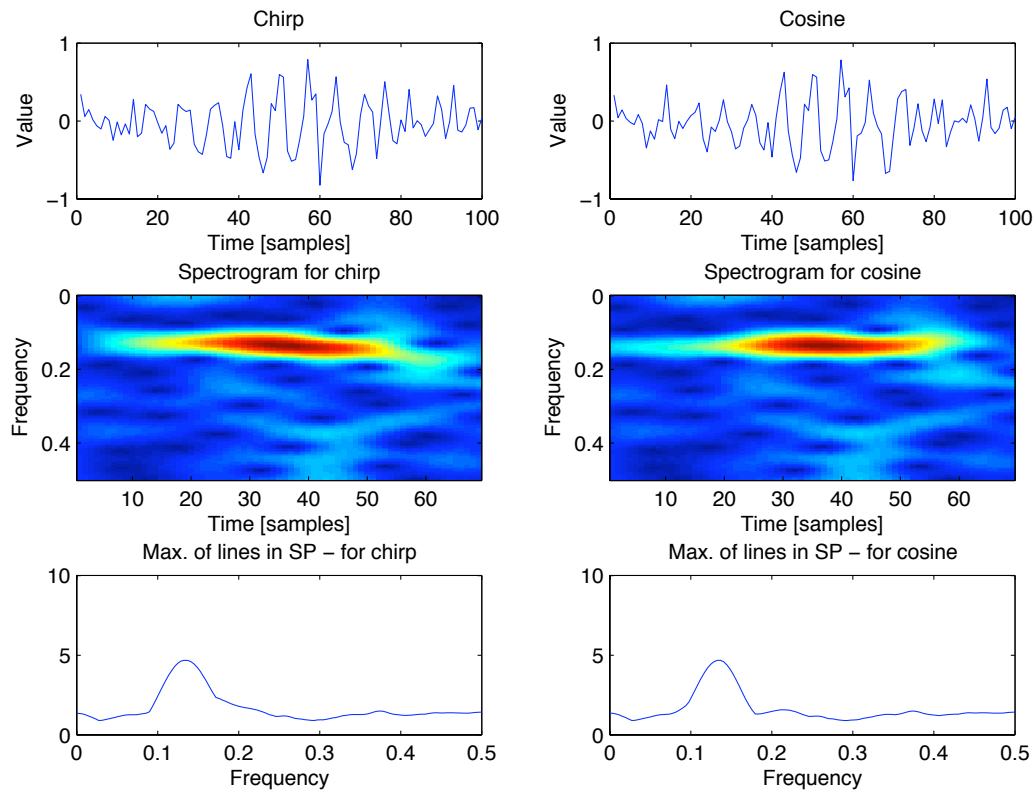 Chirp
Cosine
Value
1
0
−1
0 20 40 60 80 100
Time [samples]
Value
1
0
−1
0 20 40 60 80 100
Time [samples]
Spectrogram for chirp
Spectrogram for cosine
Frequency
0
0.2
0.4
10 20 30 40 50 60
Time [samples]
Frequency
0
0.2
0.4
10 20 30 40 50 60
Time [samples]
Max. of lines in SP − for chirp
Max. of lines in SP − for cosine
10
5
0
0 0.1 0.2 0.3 0.4 0.5
Frequency
10
5
0
0 0.1 0.2 0.3 0.4 0.5
Frequency